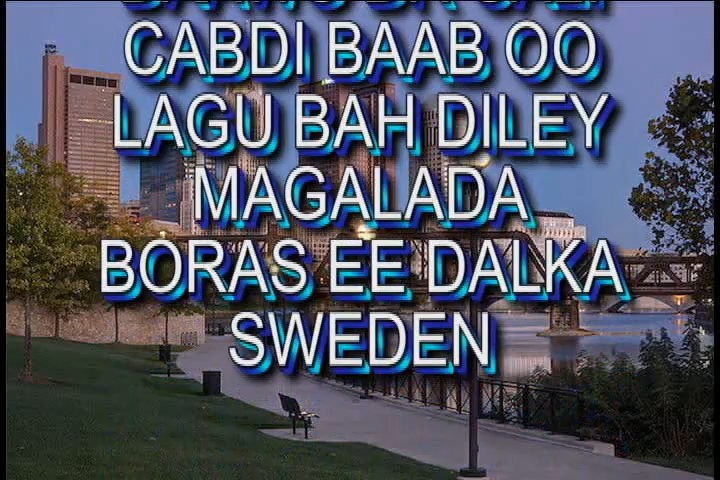 CABDI BAAB OO
LAGU BAH DILEY
MAGALADA
BORAS EE DALKA
SWEDEN